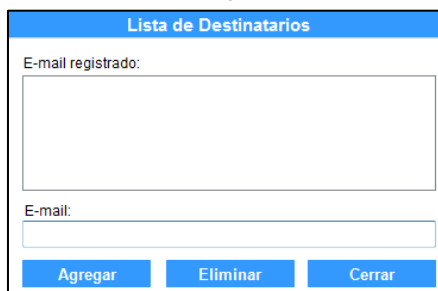 Lista de Destinatarios
E-mail registrado:
E-mail:
Agregar Eliminar Cerrar